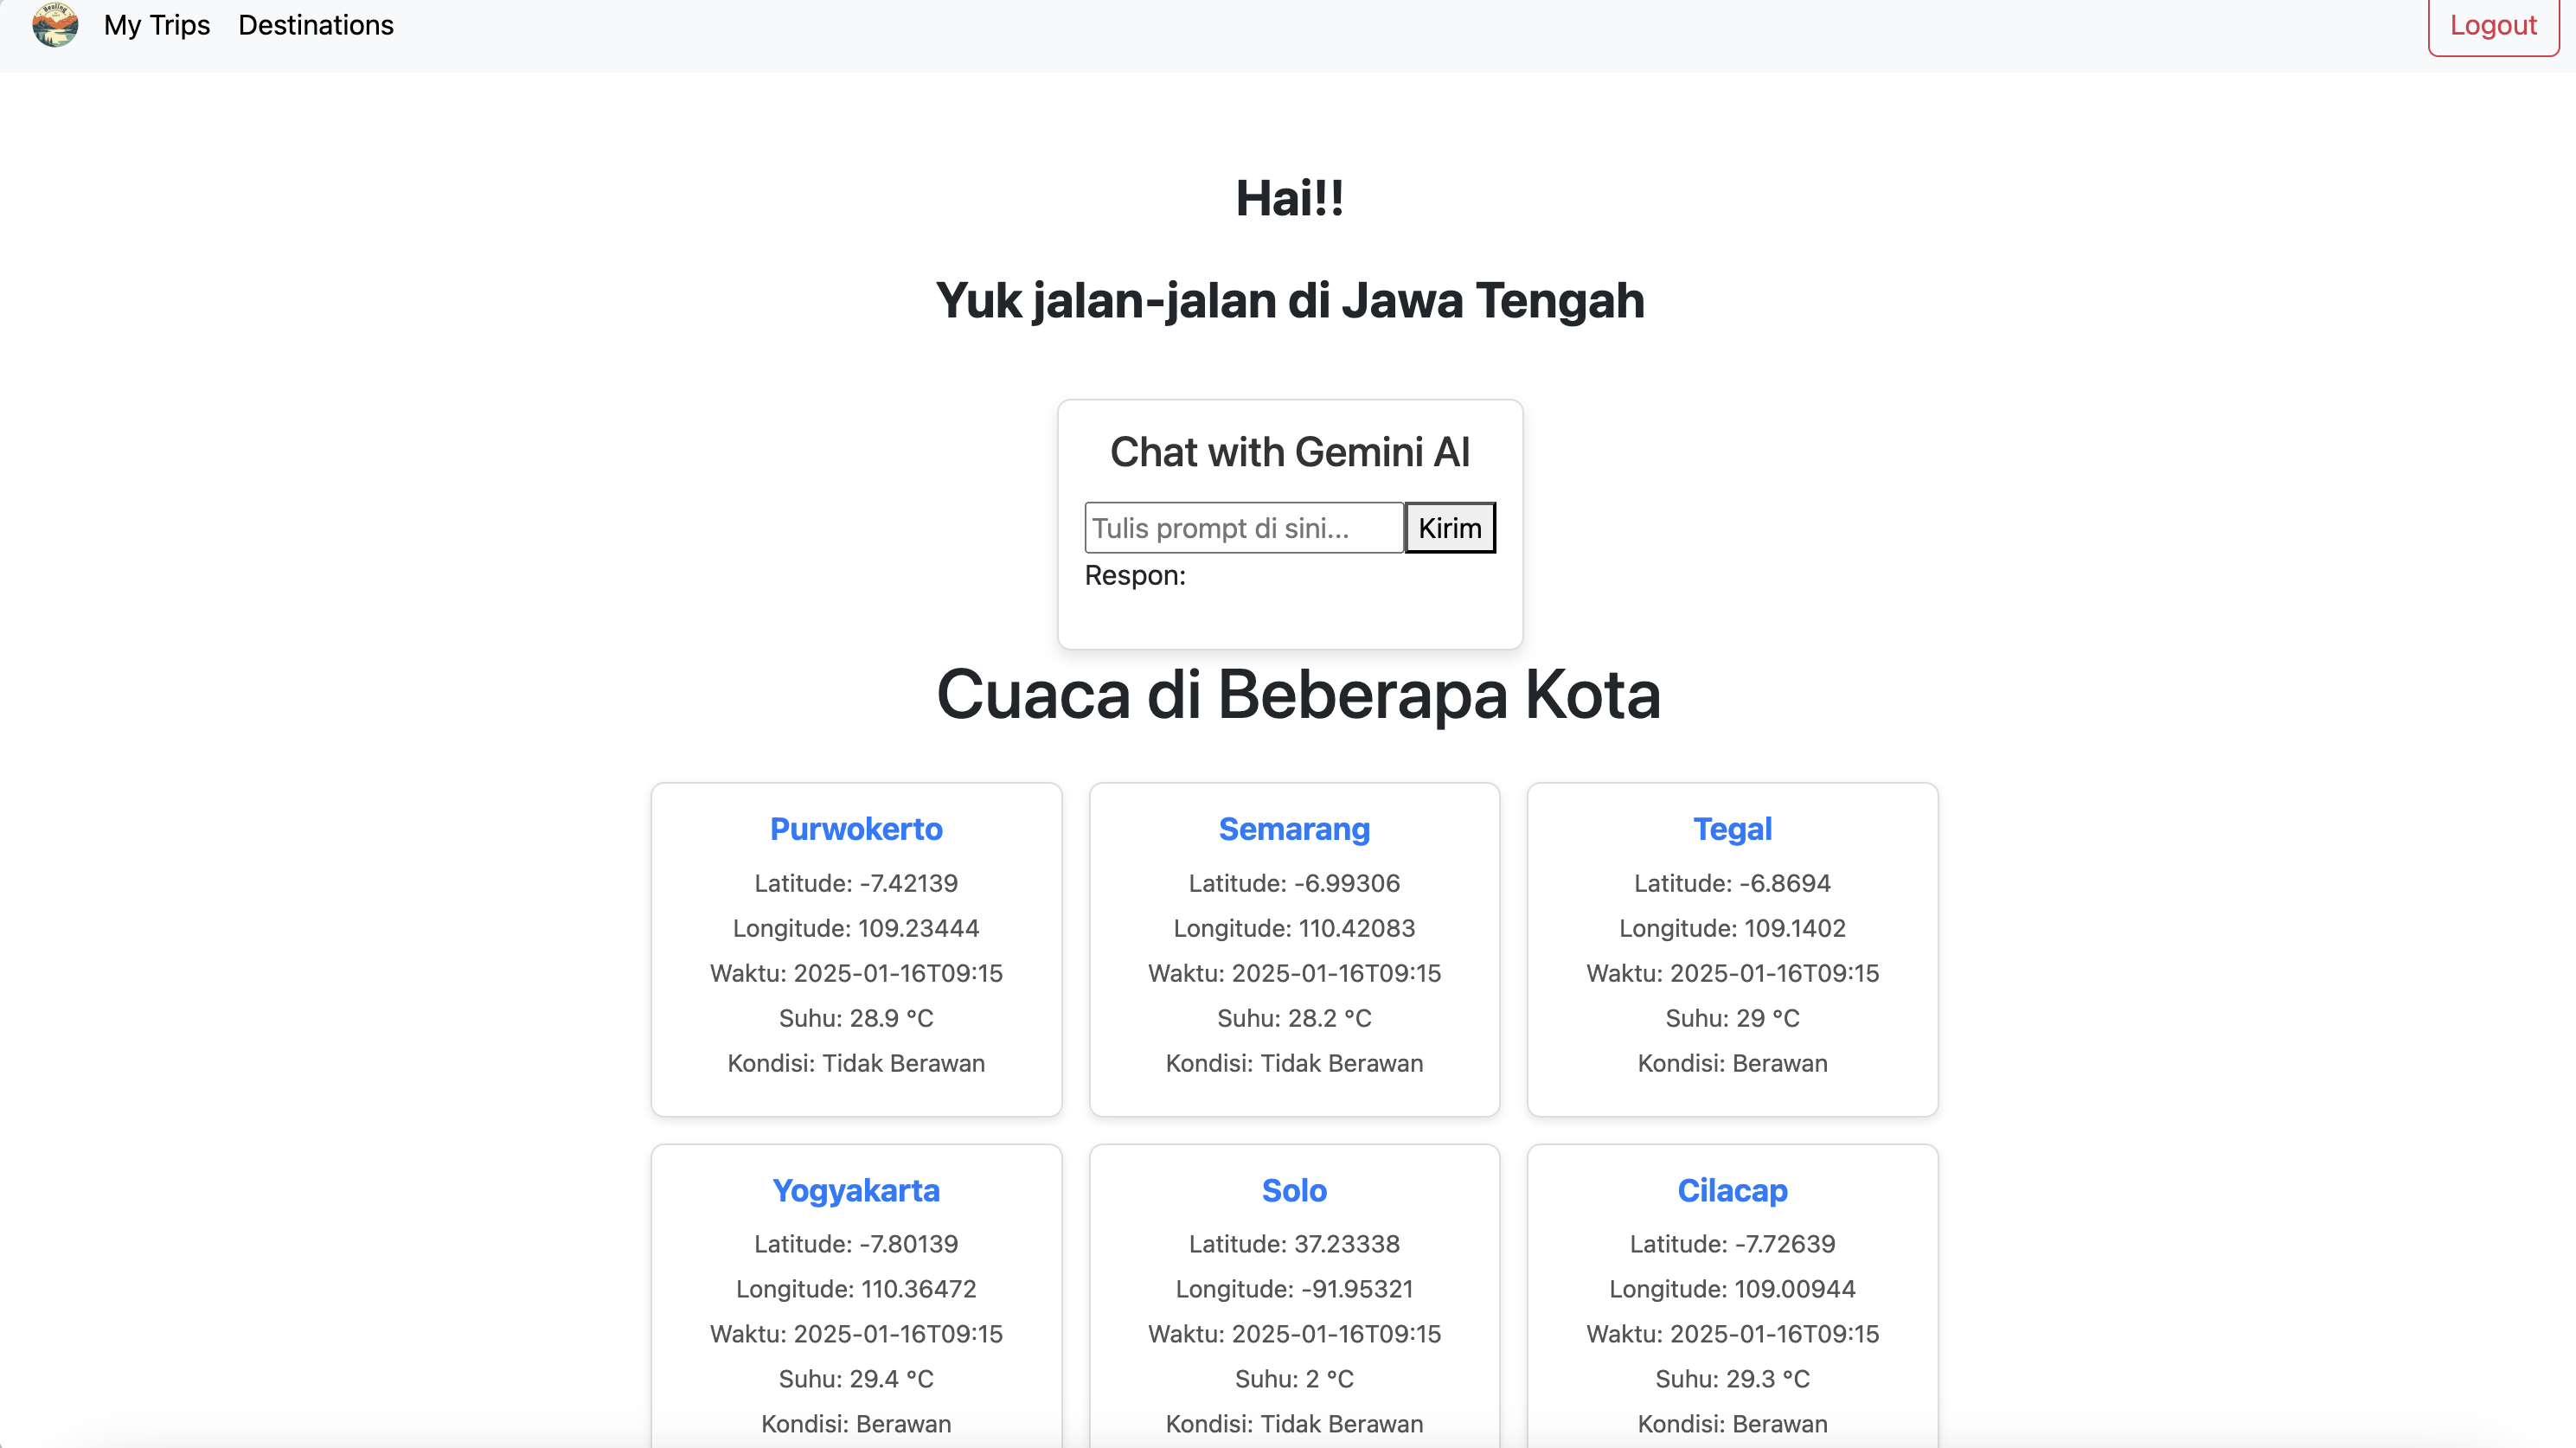 Healing
My Trips
Destinations
Logout
Hai!!
Yuk jalan-jalan di Jawa Tengah
Chat with Gemini AI
Tulis prompt di sini...
Kirim
Respon:
Cuaca di Beberapa Kota
Purwokerto
Latitude: -7.42139
Longitude: 109.23444
Waktu: 2025-01-16T09:15
Suhu: 28.9 °C
Kondisi: Tidak Berawan
Semarang
Latitude: -6.99306
Longitude: 110.42083
Waktu: 2025-01-16T09:15
Suhu: 28.2 °C
Kondisi: Tidak Berawan
Tegal
Latitude: -6.8694
Longitude: 109.1402
Waktu: 2025-01-16T09:15
Suhu: 29 °C
Kondisi: Berawan
Yogyakarta
Latitude: -7.80139
Longitude: 110.36472
Waktu: 2025-01-16T09:15
Suhu: 29.4 °C
Kondisi: Berawan
Solo
Latitude: 37.23338
Longitude: -91.95321
Waktu: 2025-01-16T09:15
Suhu: 2 °C
Kondisi: Tidak Berawan
Cilacap
Latitude: -7.72639
Longitude: 109.00944
Waktu: 2025-01-16T09:15
Suhu: 29.3 °C
Kondisi: Berawan